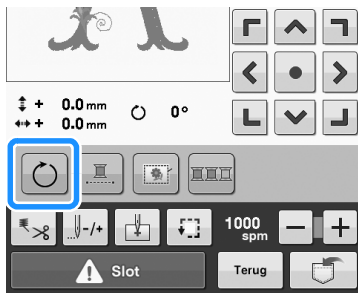 + 0.0 mm
+ 0.0 mm 0°
-/+
1000
spm
− +
Slot
Terug